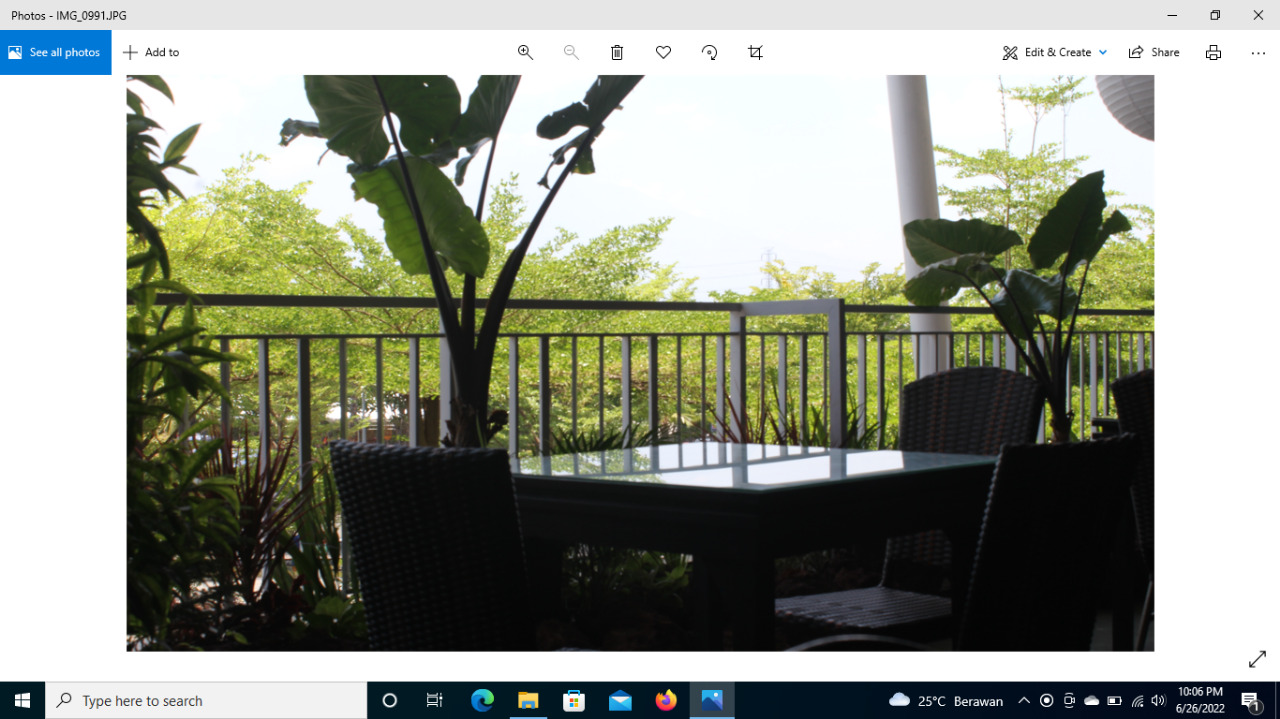 Photos - IMG_0991.JPG
See all photos
Add to
Edit & Create
Share
Type here to search
25°C Berawan
10:06 PM
6/26/2022
1